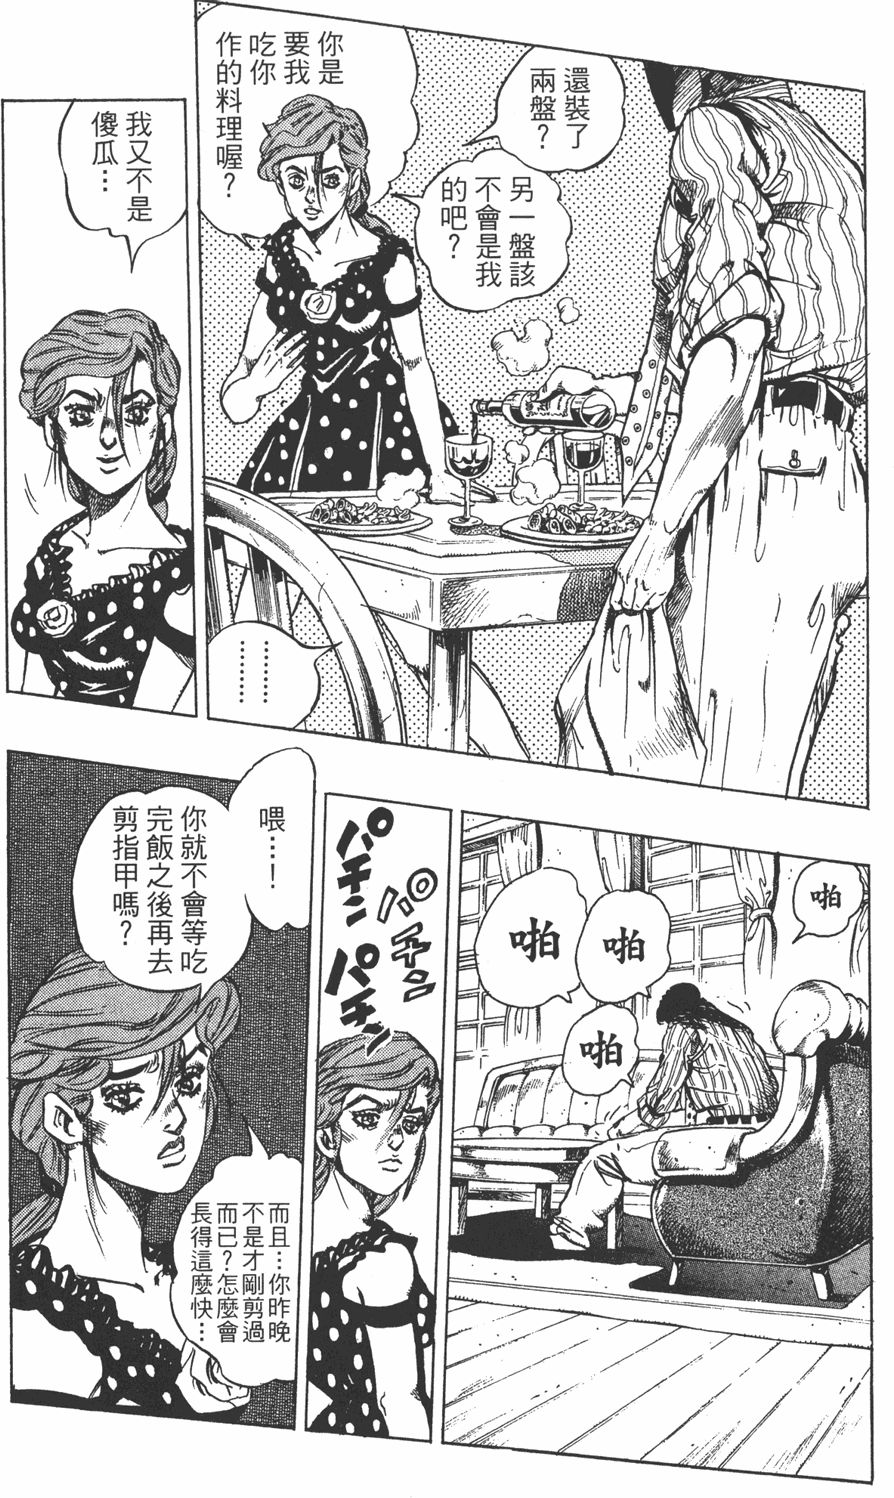 還裝了
兩盤？
另一盤該
不會是我
的吧？
你是
要我
吃你
作的料理喔？
⋯⋯⋯
⋯⋯⋯
我又不是
傻瓜⋯
啪
啪
啪
啪
パチン
パチン
パチン
喂⋯！
你就不會等吃
完飯之後再去
剪指甲嗎？
而且⋯你昨晚
不是才剛剪過
而已？怎麼會
長得這麼快⋯